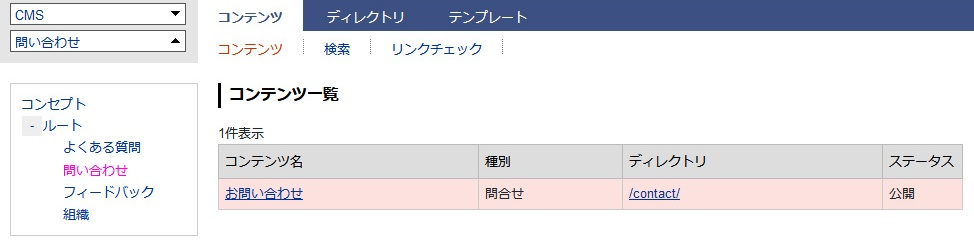 CMS
問い合わせ
コンテンツ ディレクトリ テンプレート
コンテンツ 検索 リンクチェック
コンセプト
- ルート
よくある質問
問い合わせ
フィードバック
組織
コンテンツ一覧
1件表示
コンテンツ名 種別 ディレクトリ ステータス
お問い合わせ 問合せ /contact/ 公開